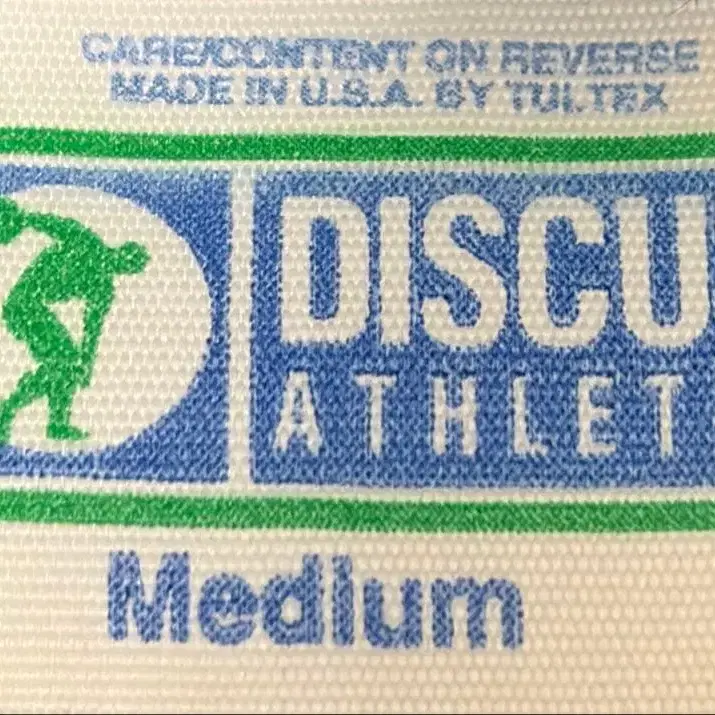 CARE/CONTENT ON REVERSE
MADE IN U.S.A. BY TULTEX
DISCU
ATHLET
Medium